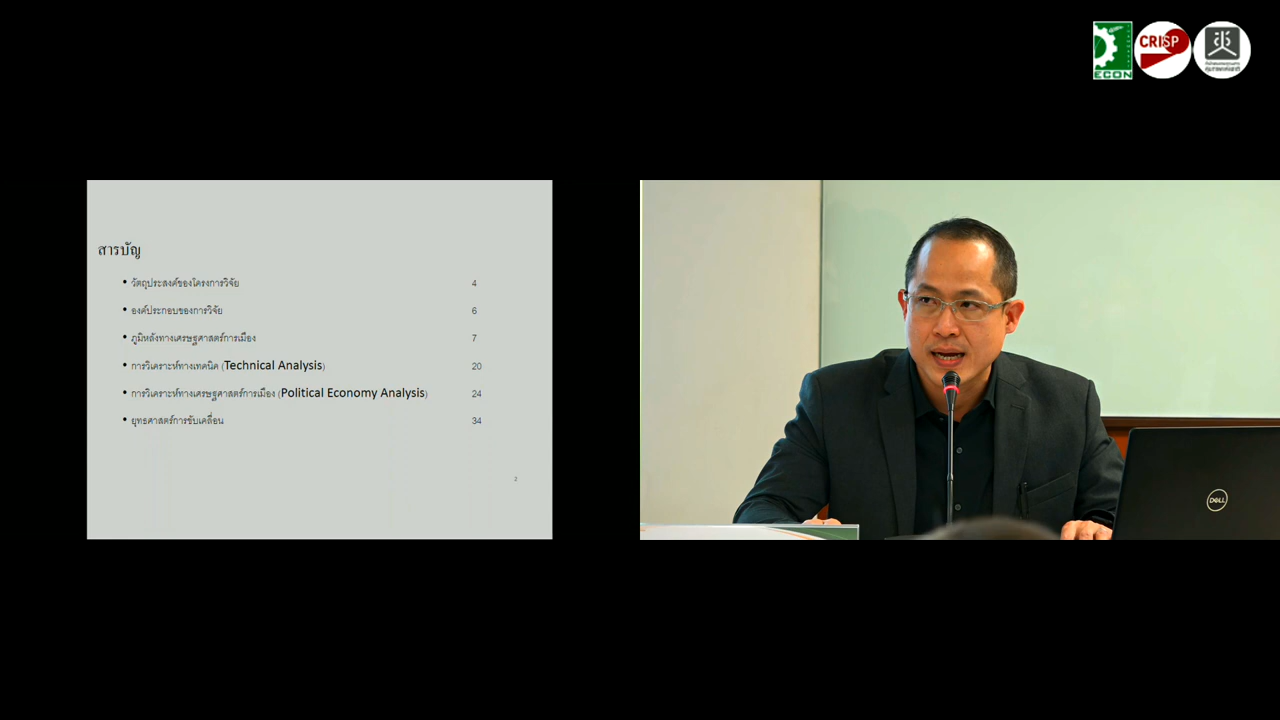 ECON
CRISP
สารบัญ
• วัตถุประสงค์ของโครงการวิจัย 4
• องค์ประกอบของการวิจัย 6
• ภูมิหลังทางเศรษฐศาสตร์การเมือง 7
• การวิเคราะห์ทางเทคนิค (Technical Analysis) 20
• การวิเคราะห์ทางเศรษฐศาสตร์การเมือง (Political Economy Analysis) 24
• ยุทธศาสตร์การขับเคลื่อน 34
2
DELL